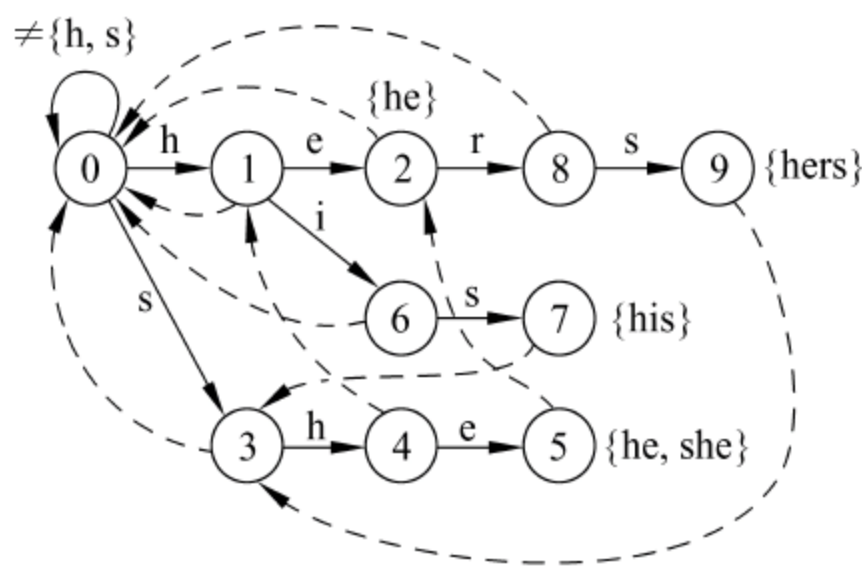 ≠{h, s}
{he}
h e r s
0 1 2 8 9 {hers}
i
s s
6 7 {his}
h e
3 4 5 {he, she}